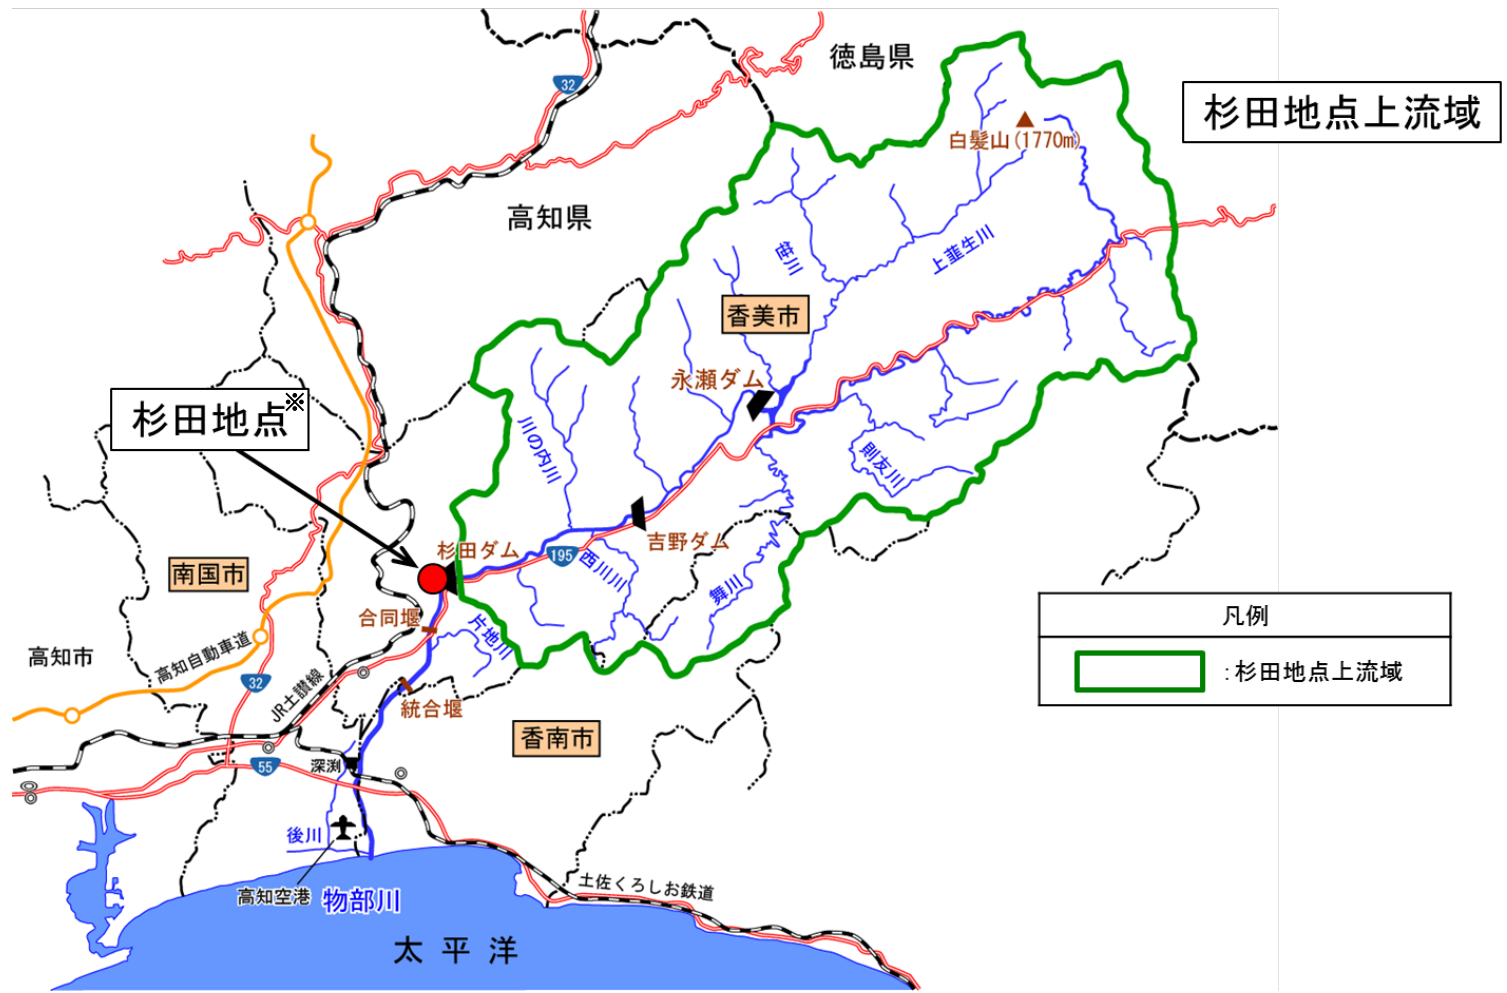 徳島県
32
杉田地点上流域
白髪山(1770m)
高知県
笹川
上韮生川
香美市
永瀬ダム
杉田地点※
川の内川
則友川
杉田ダム
195
吉野ダム
西川川
舞川
南国市
合同堰
片地川
凡例
:杉田地点上流域
高知市
高知自動車道
32
JR土讃線
統合堰
香南市
55
深渕
後川
高知空港
物部川
土佐くろしお鉄道
太平洋